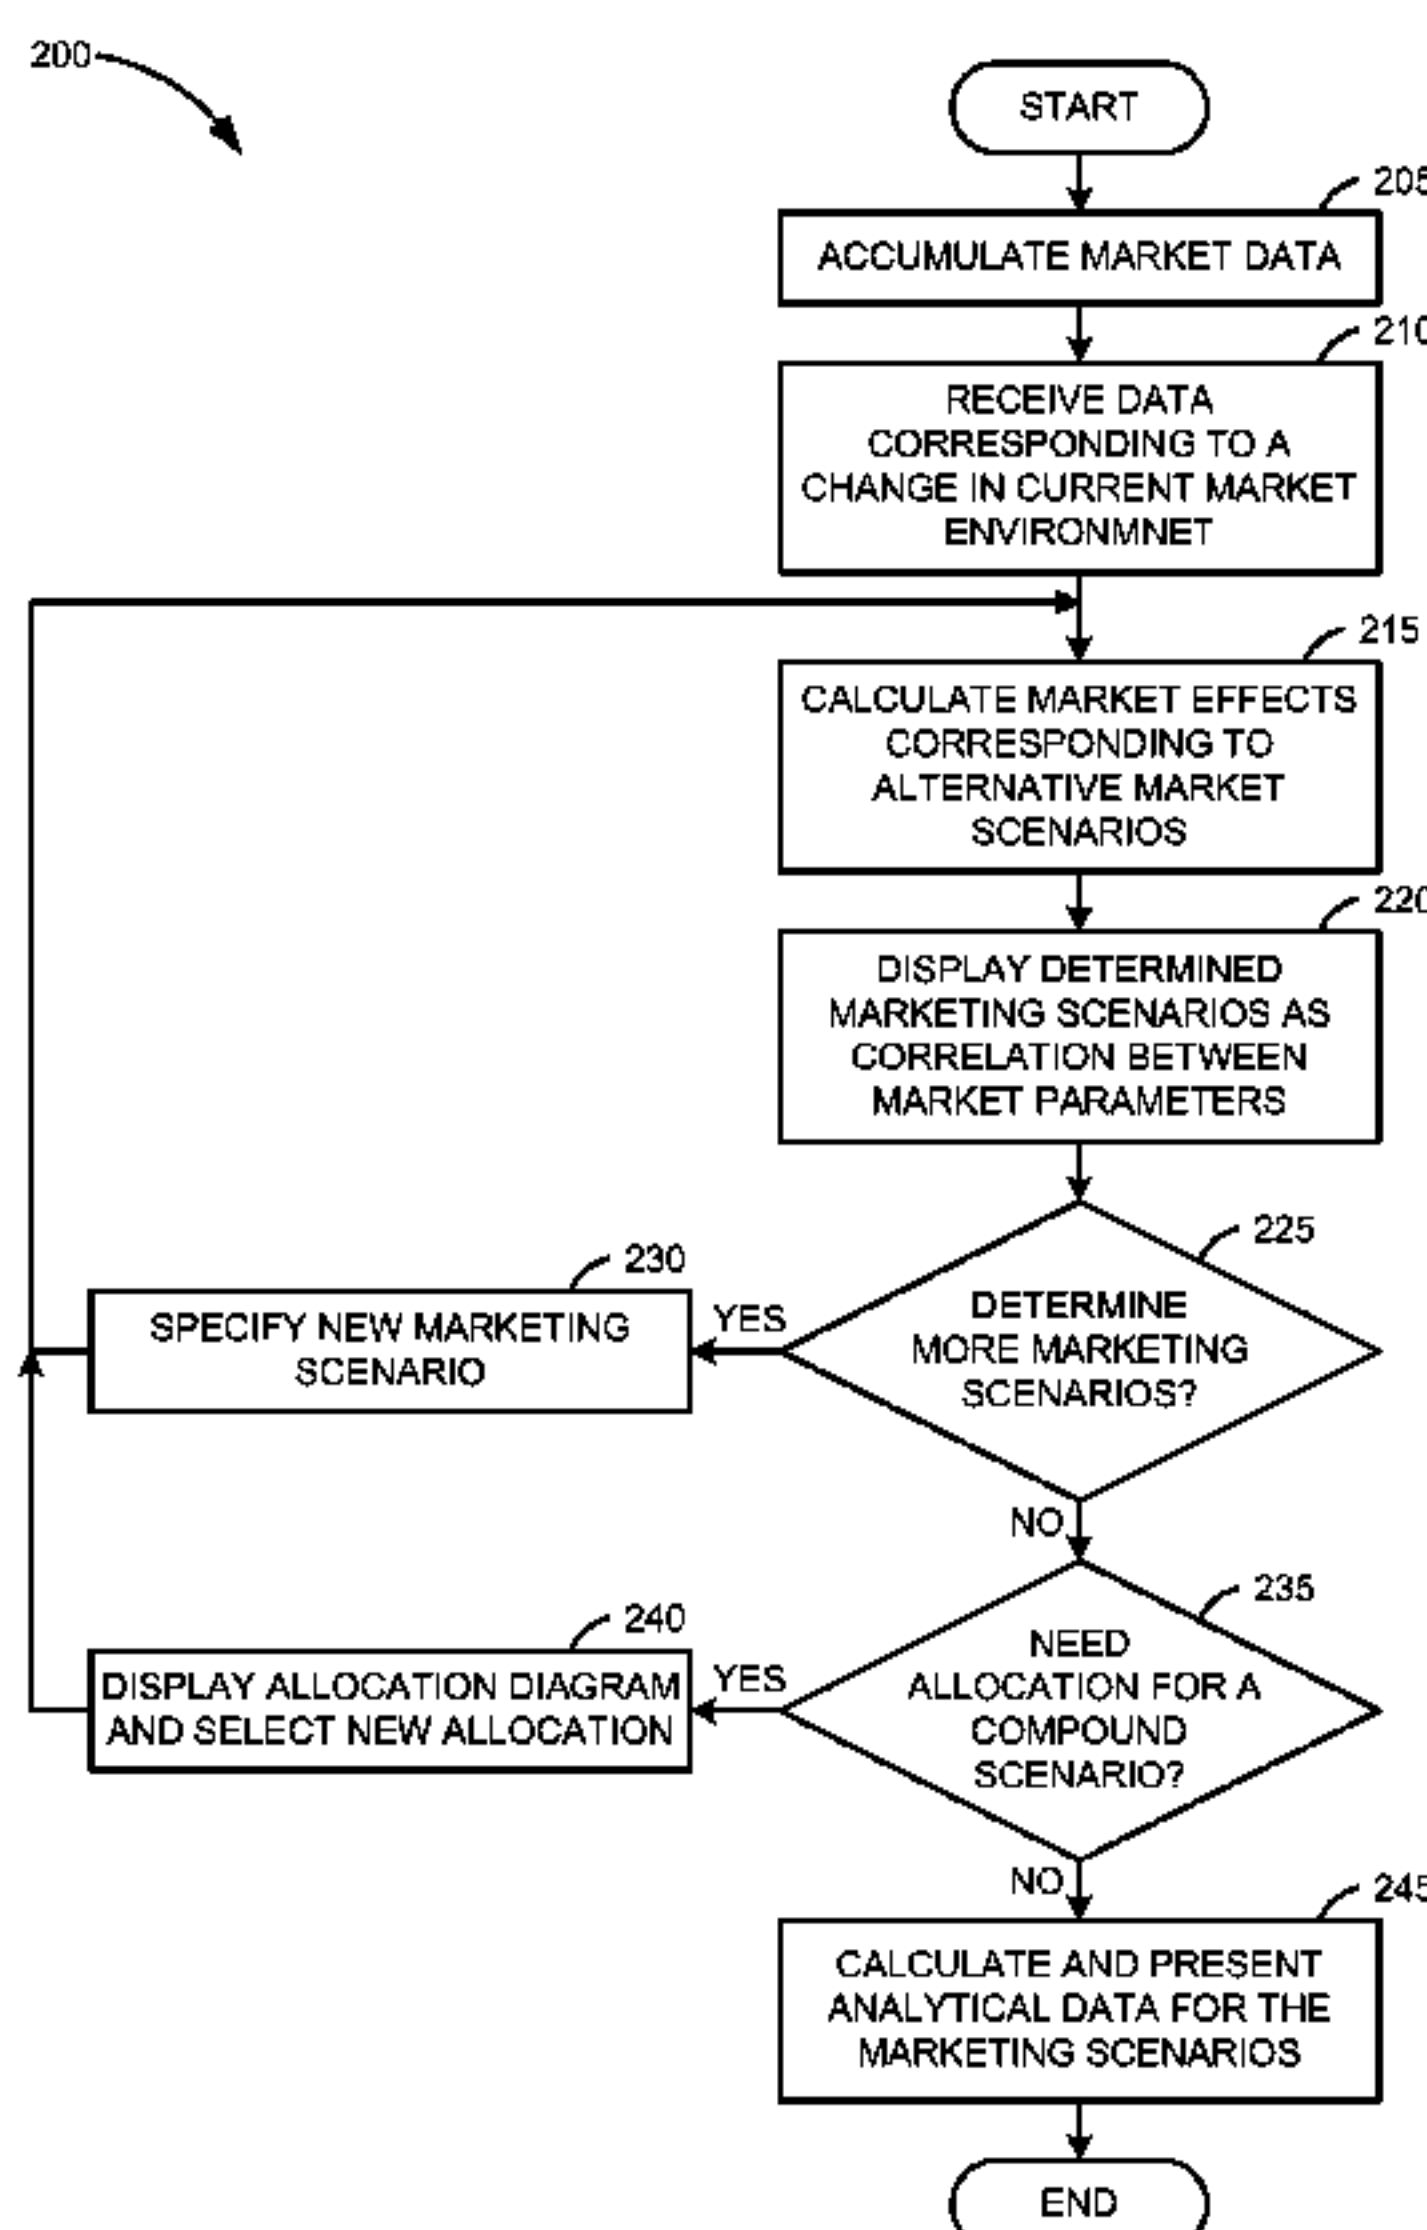 200
START
205
ACCUMULATE MARKET DATA
210
RECEIVE DATA
CORRESPONDING TO A
CHANGE IN CURRENT MARKET
ENVIRONMNET
215
CALCULATE MARKET EFFECTS
CORRESPONDING TO
ALTERNATIVE MARKET
SCENARIOS
220
DISPLAY DETERMINED
MARKETING SCENARIOS AS
CORRELATION BETWEEN
MARKET PARAMETERS
225
DETERMINE
MORE MARKETING
SCENARIOS?
YES
230
SPECIFY NEW MARKETING
SCENARIO
NO
235
NEED
ALLOCATION FOR A
COMPOUND
SCENARIO?
YES
240
DISPLAY ALLOCATION DIAGRAM
AND SELECT NEW ALLOCATION
NO
245
CALCULATE AND PRESENT
ANALYTICAL DATA FOR THE
MARKETING SCENARIOS
END